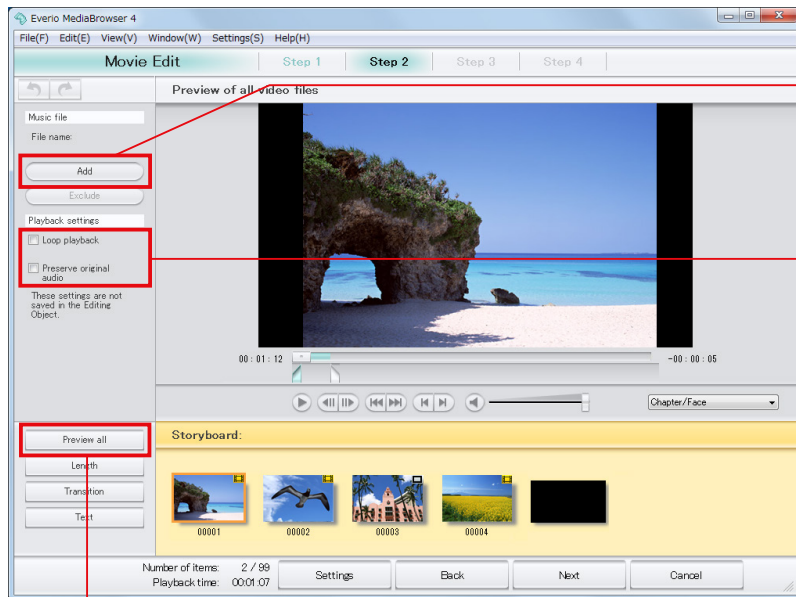 Everio MediaBrowser 4
File(F) Edit(E) View(V) Window(W) Settings(S) Help(H)
Movie Edit
Step 1
Step 2
Step 3
Step 4
Preview of all video files
Music file
File name:
Add
Exclude
Playback settings
Loop playback
Preserve original
audio
These settings are not
saved in the Editing
Object.
00 : 01 : 12
-00 : 00 : 05
Chapter/Face
Preview all
Length
Transition
Text
Storyboard:
00001
00002
00003
00004
Number of items: 2 / 99
Playback time: 00:01:07
Settings
Back
Next
Cancel